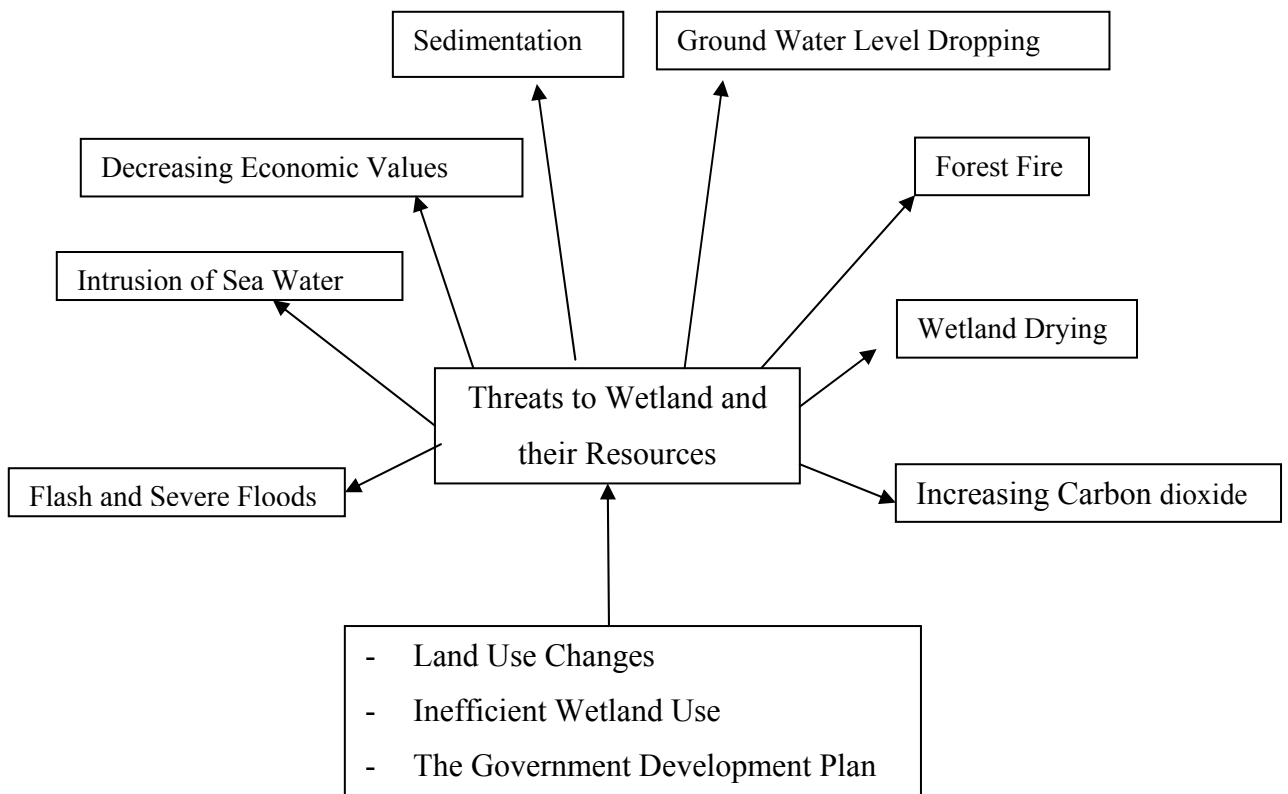 Sedimentation
Ground Water Level Dropping
Decreasing Economic Values
Forest Fire
Intrusion of Sea Water
Wetland Drying
Threats to Wetland and
their Resources
Flash and Severe Floods
Increasing Carbon dioxide
- Land Use Changes
- Inefficient Wetland Use
- The Government Development Plan